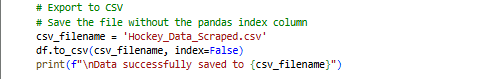 # Export to CSV
# Save the file without the pandas index column
csv_filename = 'Hockey_Data_Scraped.csv'
df.to_csv(csv_filename, index=False)
print(f"\nData successfully saved to {csv_filename}")